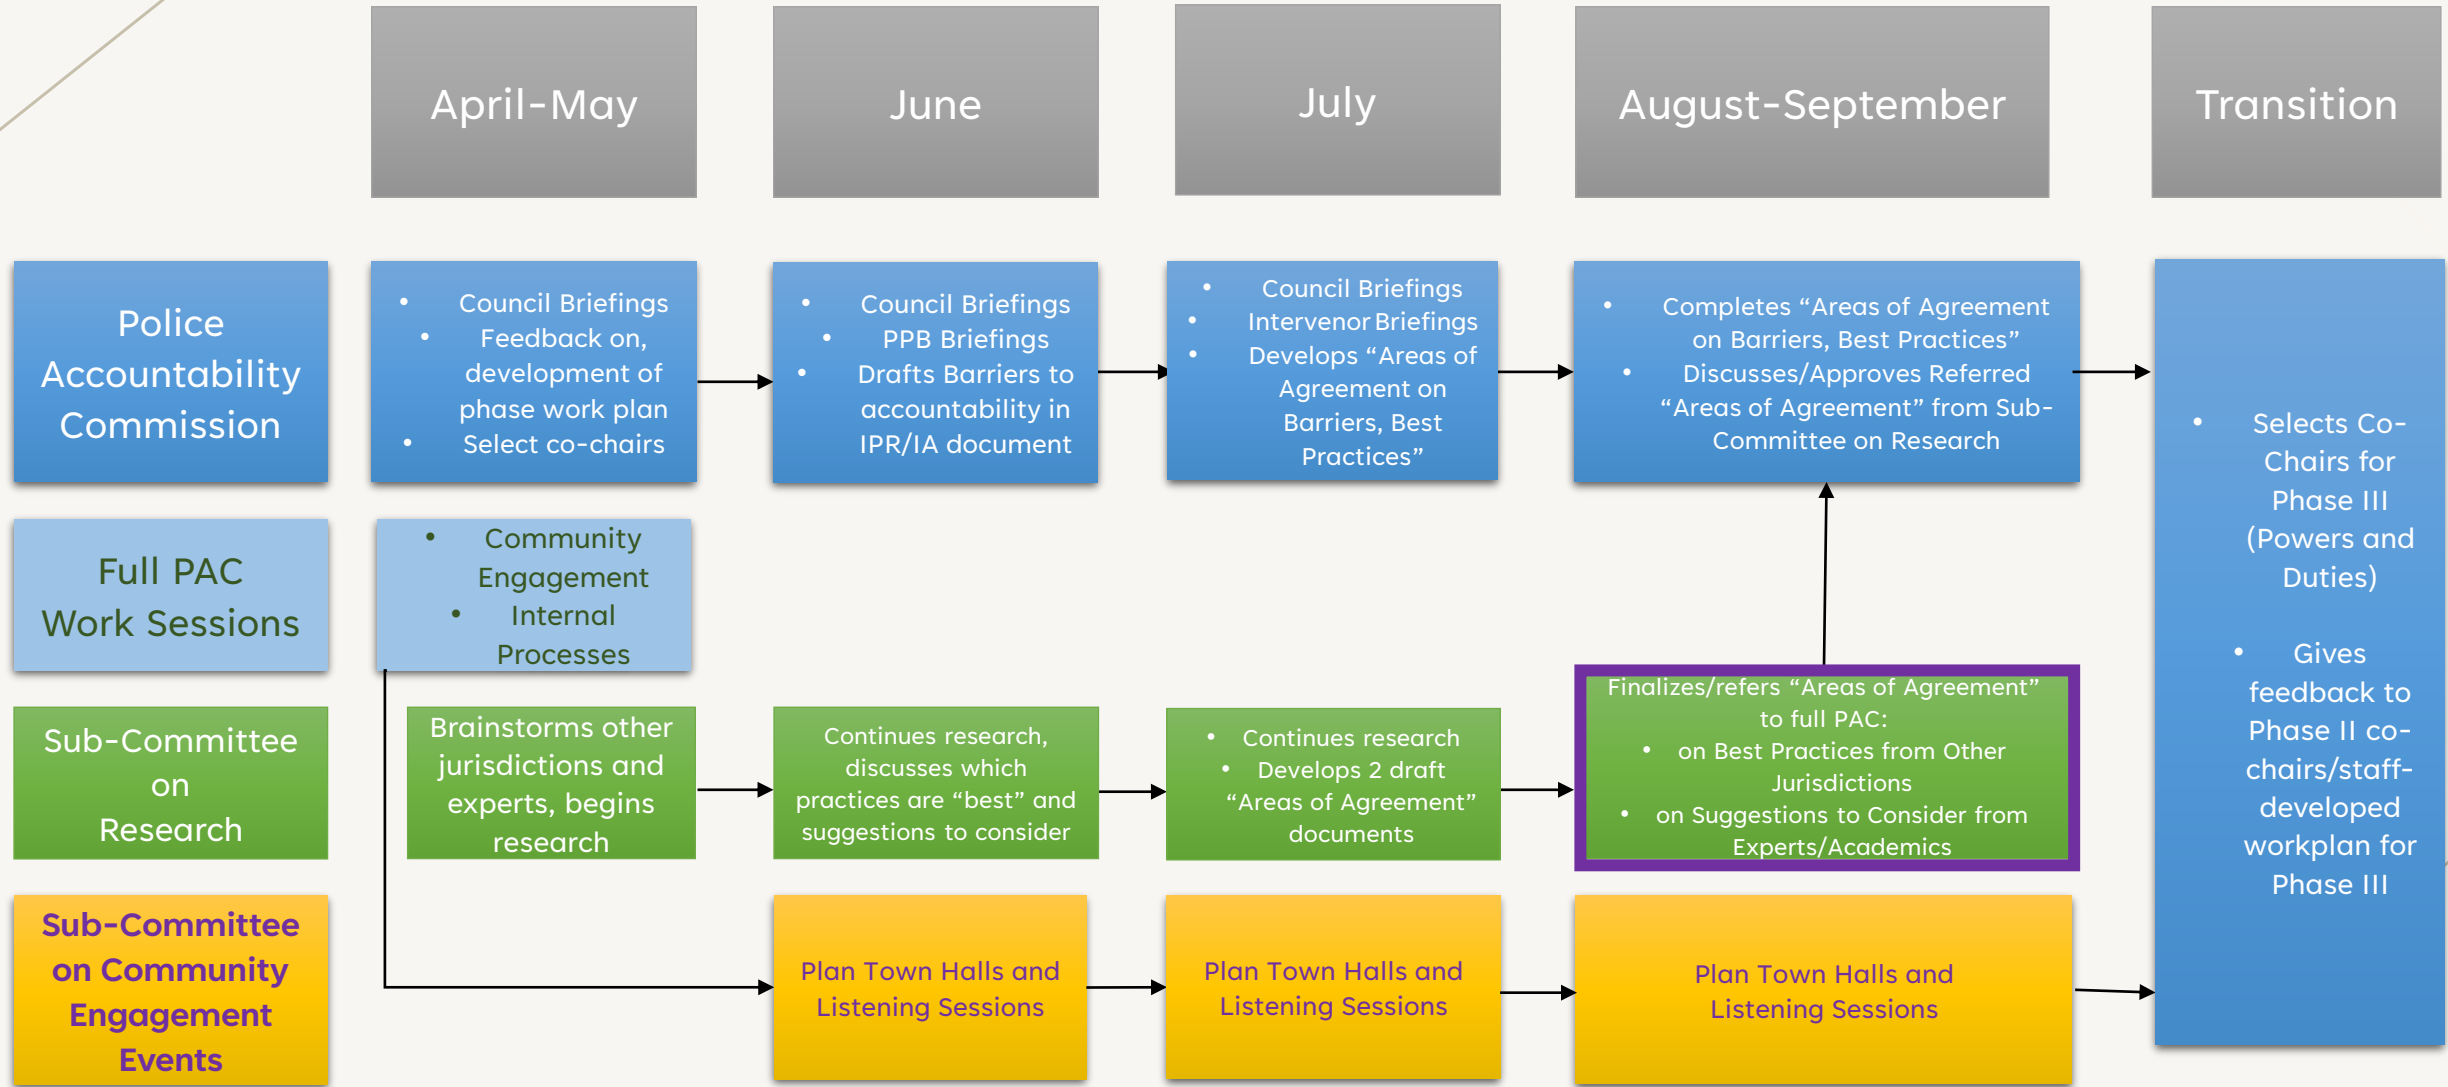 April-May
June
July
August-September
Transition
Police
Accountability
Commission
• Council Briefings
• Feedback on,
development of
phase work plan
• Select co-chairs
• Council Briefings
• PPB Briefings
• Drafts Barriers to
accountability in
IPR/IA document
• Council Briefings
• Intervenor Briefings
• Develops “Areas of
Agreement on
Barriers, Best
Practices”
• Completes “Areas of Agreement
on Barriers, Best Practices”
• Discusses/Approves Referred
“Areas of Agreement” from Sub-
Committee on Research
• Selects Co-
Chairs for
Phase III
(Powers and
Duties)
• Gives
feedback to
Phase II co-
chairs/staff-
developed
workplan for
Phase III
Full PAC
Work Sessions
• Community
Engagement
• Internal
Processes
Sub-Committee
on
Research
Brainstorms other
jurisdictions and
experts, begins
research
Continues research,
discusses which
practices are “best” and
suggestions to consider
• Continues research
• Develops 2 draft
“Areas of Agreement”
documents
Finalizes/refers “Areas of Agreement”
to full PAC:
• on Best Practices from Other
Jurisdictions
• on Suggestions to Consider from
Experts/Academics
Sub-Committee
on Community
Engagement
Events
Plan Town Halls and
Listening Sessions
Plan Town Halls and
Listening Sessions
Plan Town Halls and
Listening Sessions